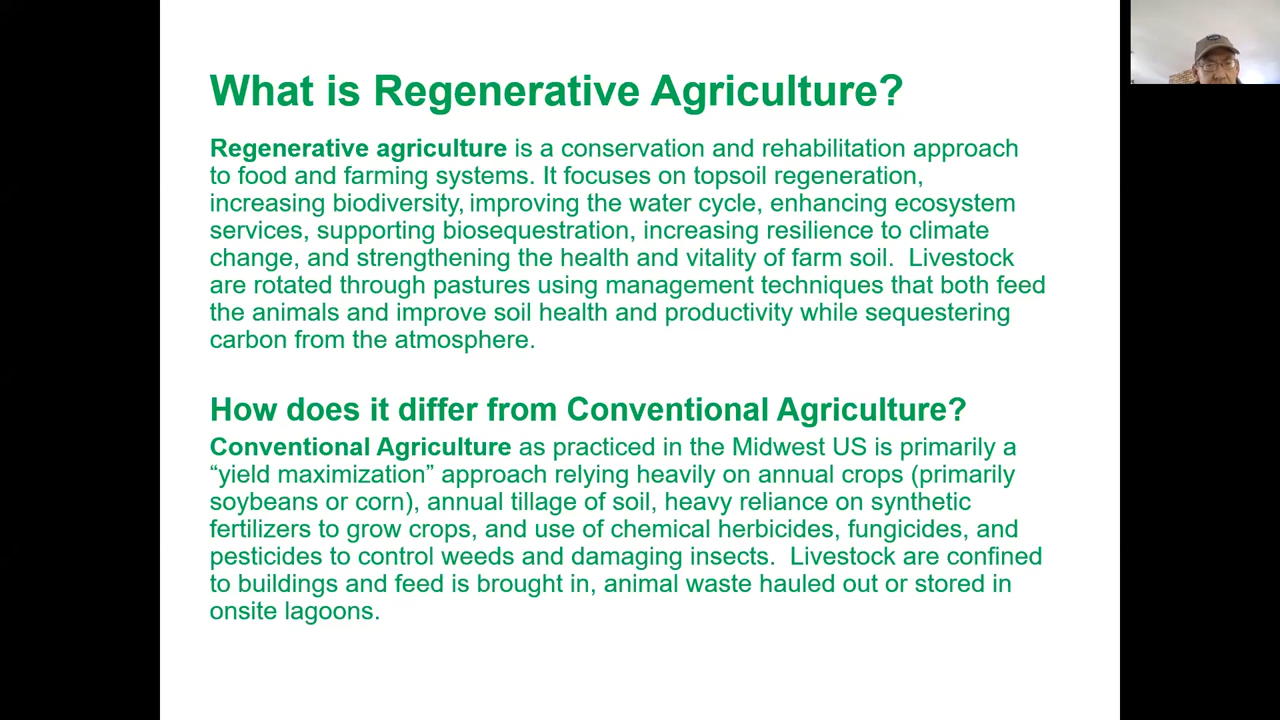 What is Regenerative Agriculture?
Regenerative agriculture is a conservation and rehabilitation approach
to food and farming systems. It focuses on topsoil regeneration,
increasing biodiversity, improving the water cycle, enhancing ecosystem
services, supporting biosequestration, increasing resilience to climate
change, and strengthening the health and vitality of farm soil.  Livestock
are rotated through pastures using management techniques that both feed
the animals and improve soil health and productivity while sequestering
carbon from the atmosphere.
How does it differ from Conventional Agriculture?
Conventional Agriculture as practiced in the Midwest US is primarily a
“yield maximization” approach relying heavily on annual crops (primarily
soybeans or corn), annual tillage of soil, heavy reliance on synthetic
fertilizers to grow crops, and use of chemical herbicides, fungicides, and
pesticides to control weeds and damaging insects.  Livestock are confined
to buildings and feed is brought in, animal waste hauled out or stored in
onsite lagoons.